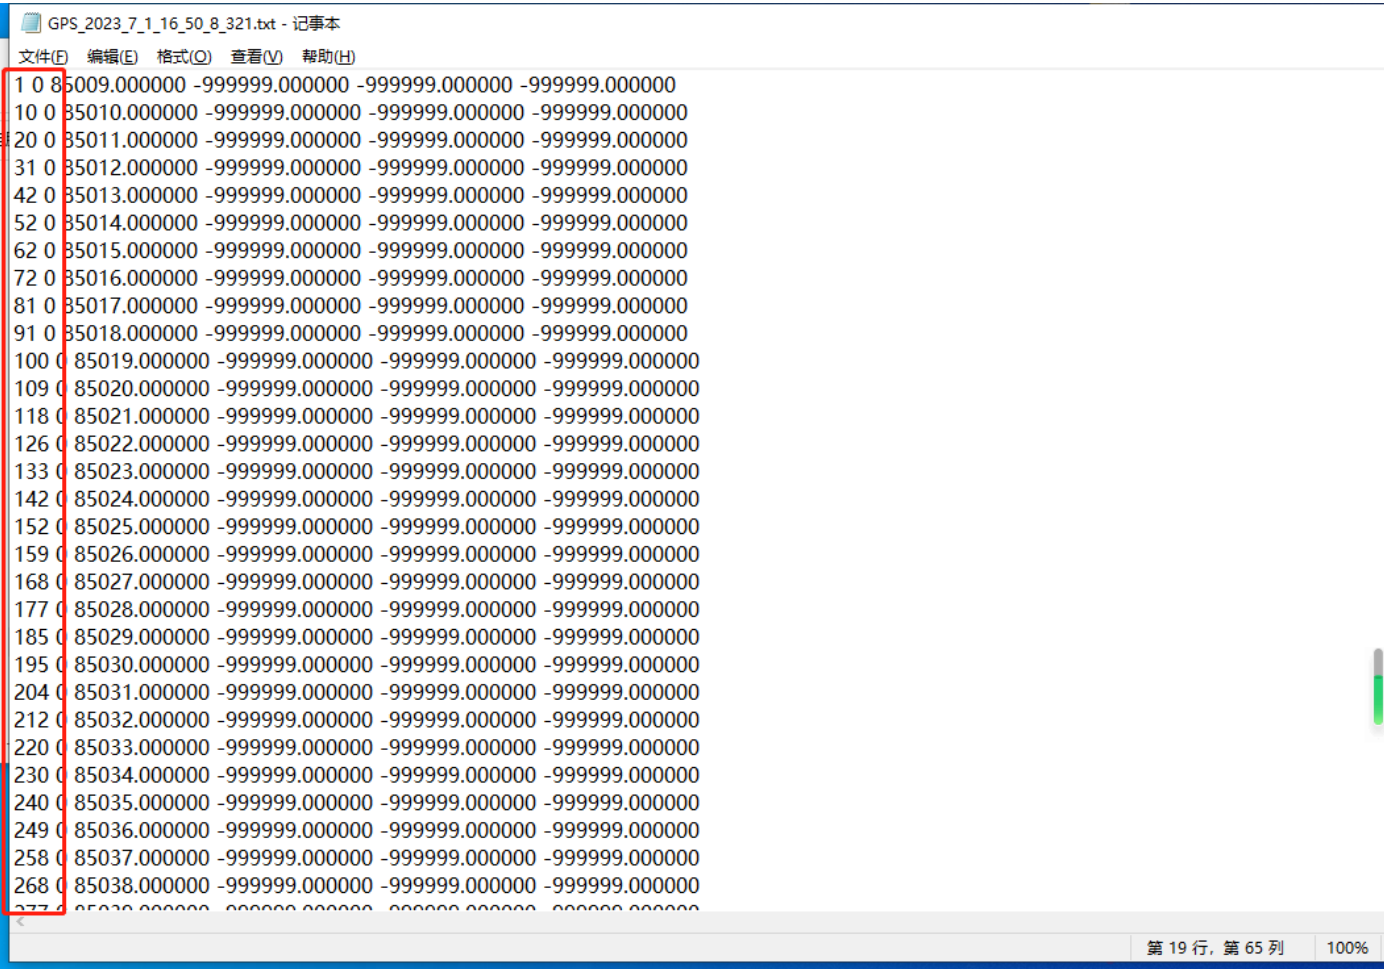 GPS_2023_7_1_16_50_8_321.txt - 记事本
文件(F) 编辑(E) 格式(O) 查看(V) 帮助(H)
1 0 85009.000000 -999999.000000 -999999.000000 -999999.000000
10 0 85010.000000 -999999.000000 -999999.000000 -999999.000000
20 0 85011.000000 -999999.000000 -999999.000000 -999999.000000
31 0 85012.000000 -999999.000000 -999999.000000 -999999.000000
42 0 85013.000000 -999999.000000 -999999.000000 -999999.000000
52 0 85014.000000 -999999.000000 -999999.000000 -999999.000000
62 0 85015.000000 -999999.000000 -999999.000000 -999999.000000
72 0 85016.000000 -999999.000000 -999999.000000 -999999.000000
81 0 85017.000000 -999999.000000 -999999.000000 -999999.000000
91 0 85018.000000 -999999.000000 -999999.000000 -999999.000000
100 0 85019.000000 -999999.000000 -999999.000000 -999999.000000
109 0 85020.000000 -999999.000000 -999999.000000 -999999.000000
118 0 85021.000000 -999999.000000 -999999.000000 -999999.000000
126 0 85022.000000 -999999.000000 -999999.000000 -999999.000000
133 0 85023.000000 -999999.000000 -999999.000000 -999999.000000
142 0 85024.000000 -999999.000000 -999999.000000 -999999.000000
152 0 85025.000000 -999999.000000 -999999.000000 -999999.000000
159 0 85026.000000 -999999.000000 -999999.000000 -999999.000000
168 0 85027.000000 -999999.000000 -999999.000000 -999999.000000
177 0 85028.000000 -999999.000000 -999999.000000 -999999.000000
185 0 85029.000000 -999999.000000 -999999.000000 -999999.000000
195 0 85030.000000 -999999.000000 -999999.000000 -999999.000000
204 0 85031.000000 -999999.000000 -999999.000000 -999999.000000
212 0 85032.000000 -999999.000000 -999999.000000 -999999.000000
220 0 85033.000000 -999999.000000 -999999.000000 -999999.000000
230 0 85034.000000 -999999.000000 -999999.000000 -999999.000000
240 0 85035.000000 -999999.000000 -999999.000000 -999999.000000
249 0 85036.000000 -999999.000000 -999999.000000 -999999.000000
258 0 85037.000000 -999999.000000 -999999.000000 -999999.000000
268 0 85038.000000 -999999.000000 -999999.000000 -999999.000000
277 0 85039.000000 -999999.000000 -999999.000000 -999999.000000
第 19 行，第 65 列 100%